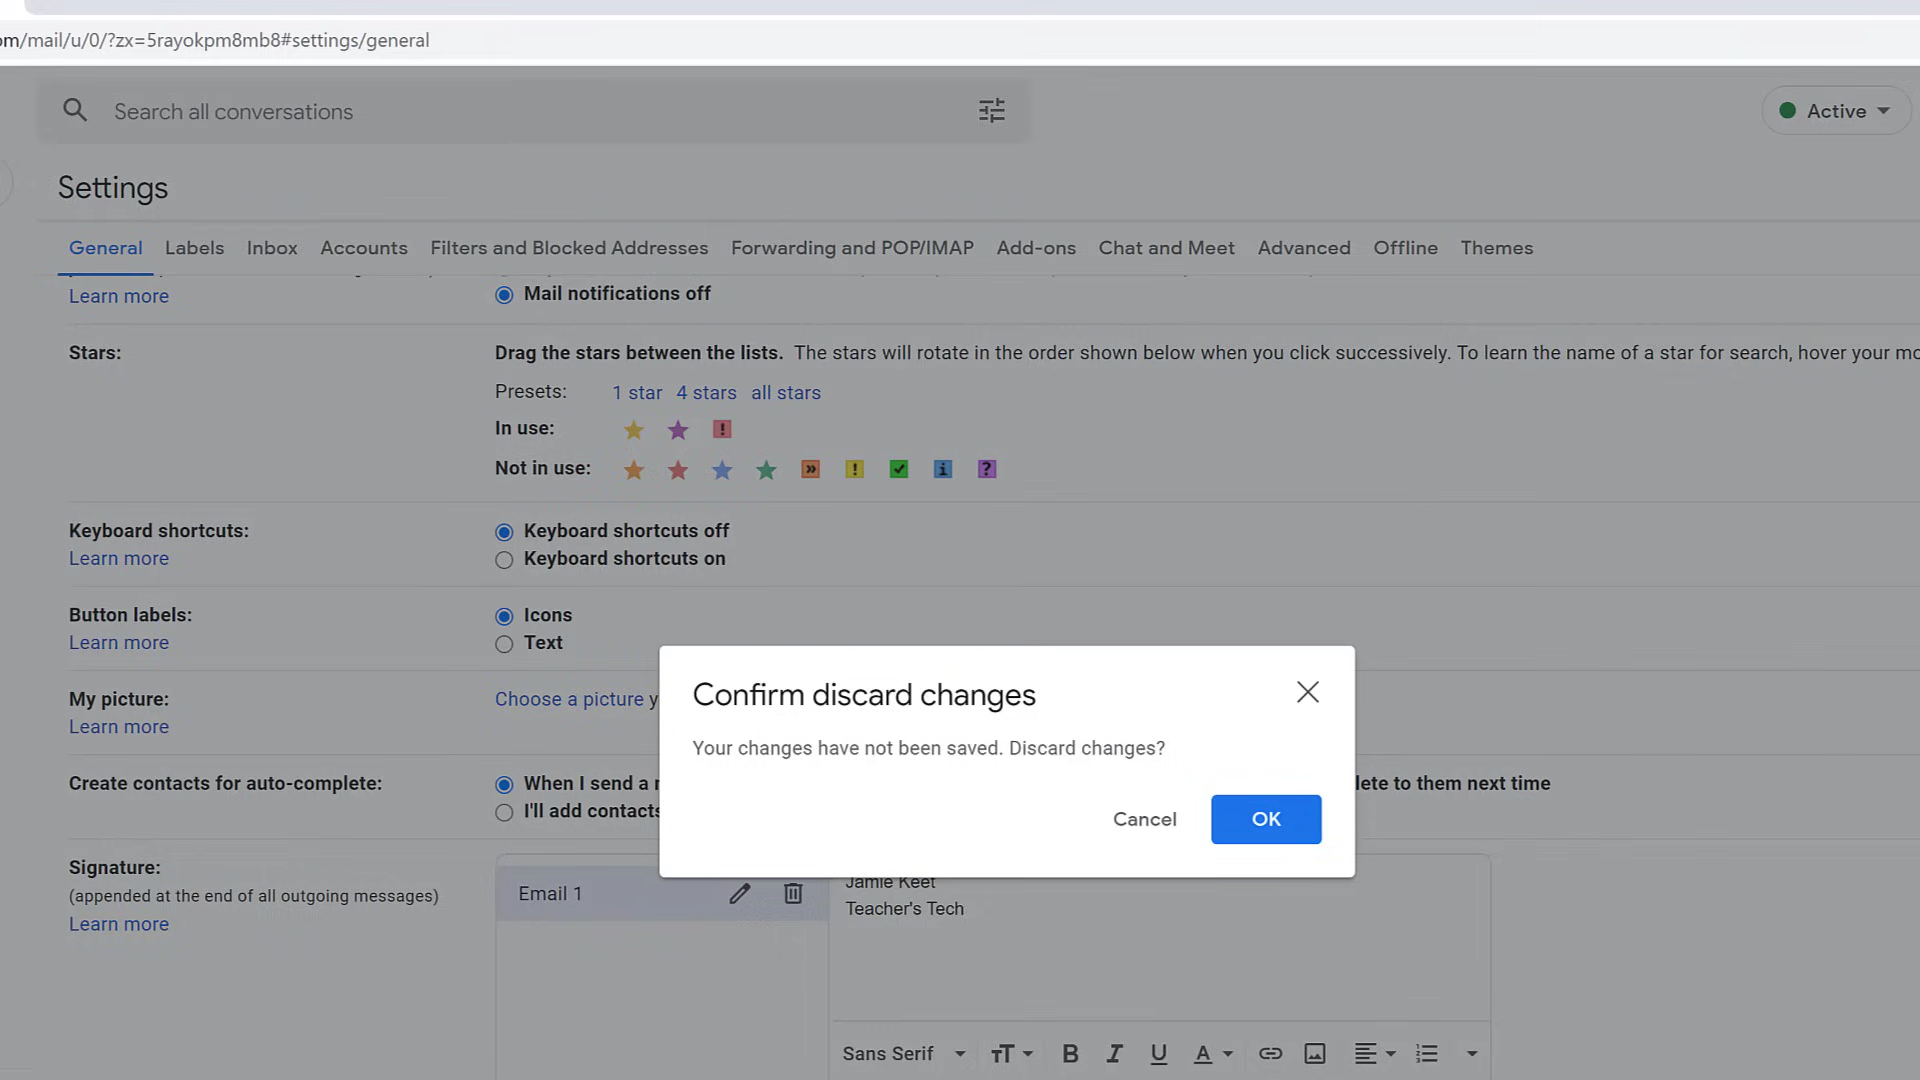 om/mail/u/0/?zx=5rayokpm8mb8#settings/general
Search all conversations
Active
Settings
General Labels Inbox Accounts Filters and Blocked Addresses Forwarding and POP/IMAP Add-ons Chat and Meet Advanced Offline Themes
Learn more
Mail notifications off
Stars:
Drag the stars between the lists. The stars will rotate in the order shown below when you click successively. To learn the name of a star for search, hover your mo
Presets: 1 star 4 stars all stars
In use:
Not in use:
Keyboard shortcuts:
Learn more
Keyboard shortcuts off
Keyboard shortcuts on
Button labels:
Learn more
Icons
Text
My picture:
Learn more
Choose a picture y
Confirm discard changes
Your changes have not been saved. Discard changes?
Cancel OK
Create contacts for auto-complete:
When I send a
lete to them next time
I'll add contacts
Signature:
(appended at the end of all outgoing messages)
Learn more
Email 1
Jamie Keet
Teacher's Tech
Sans Serif